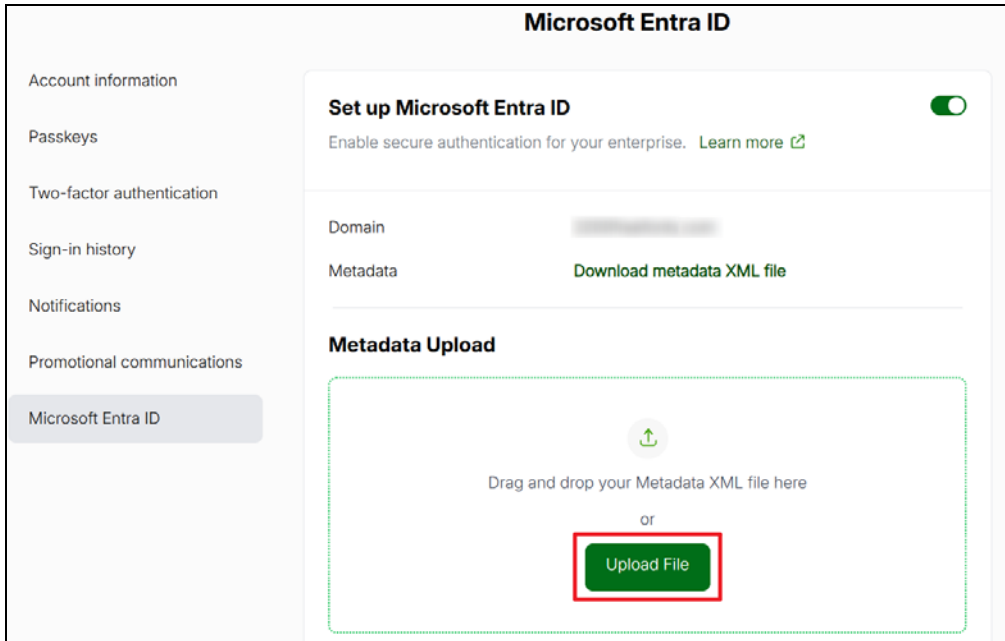 Microsoft Entra ID
Account information
Passkeys
Two-factor authentication
Sign-in history
Notifications
Promotional communications
Microsoft Entra ID
Set up Microsoft Entra ID
Enable secure authentication for your enterprise. Learn more
Domain
Metadata Download metadata XML file
Metadata Upload
Drag and drop your Metadata XML file here
or
Upload File